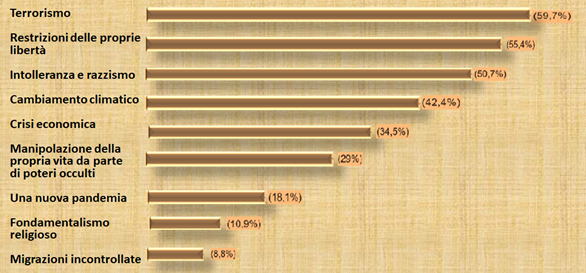 Terrorismo (59,7%)
Restrizioni delle proprie
libertà (55,4%)
Intolleranza e razzismo (50,7%)
Cambiamento climatico (42,4%)
Crisi economica (34,5%)
Manipolazione della
propria vita da parte (29%)
di poteri occulti
Una nuova pandemia (18.1%)
Fondamentalismo (10,9%)
religioso
Migrazioni incontrollate (8,8%)